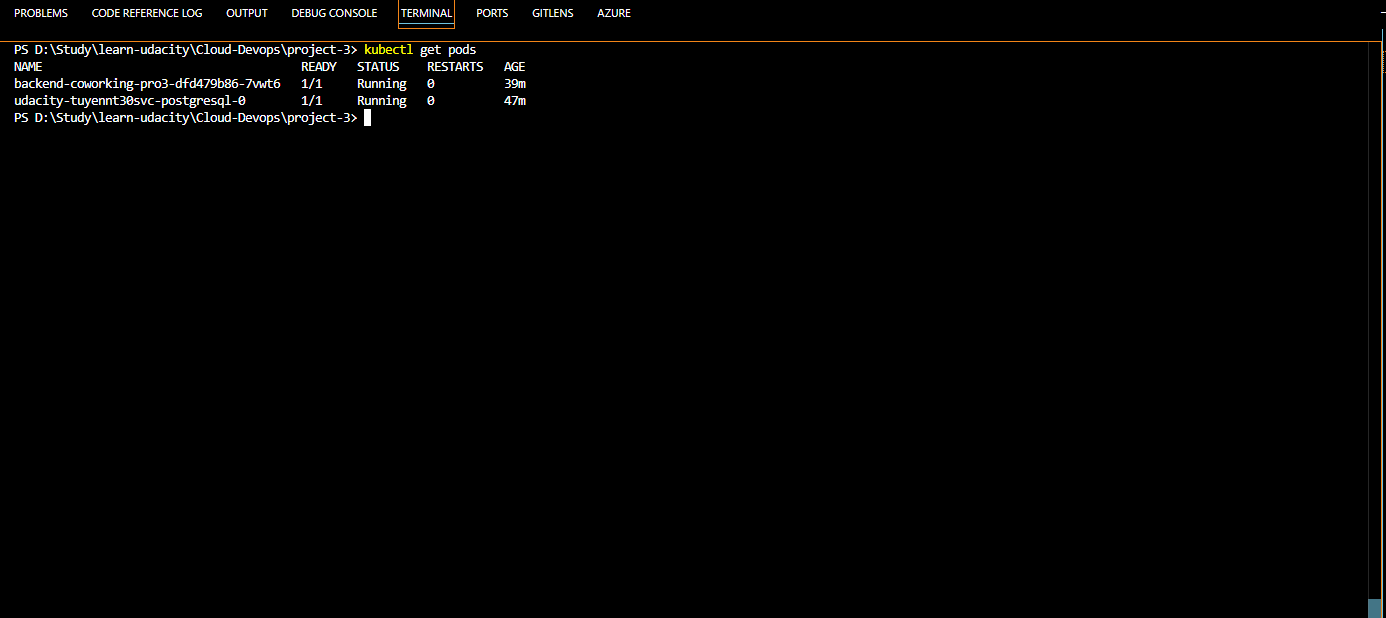 PROBLEMS CODE REFERENCE LOG OUTPUT DEBUG CONSOLE TERMINAL PORTS GITLENS AZURE
PS D:\Study\learn-udacity\Cloud-Devops\project-3> kubectl get pods
NAME READY STATUS RESTARTS AGE
backend-coworking-pro3-dfd479b86-7vwt6 1/1 Running 0 39m
udacity-tuyennt30svc-postgresql-0 1/1 Running 0 47m
PS D:\Study\learn-udacity\Cloud-Devops\project-3>